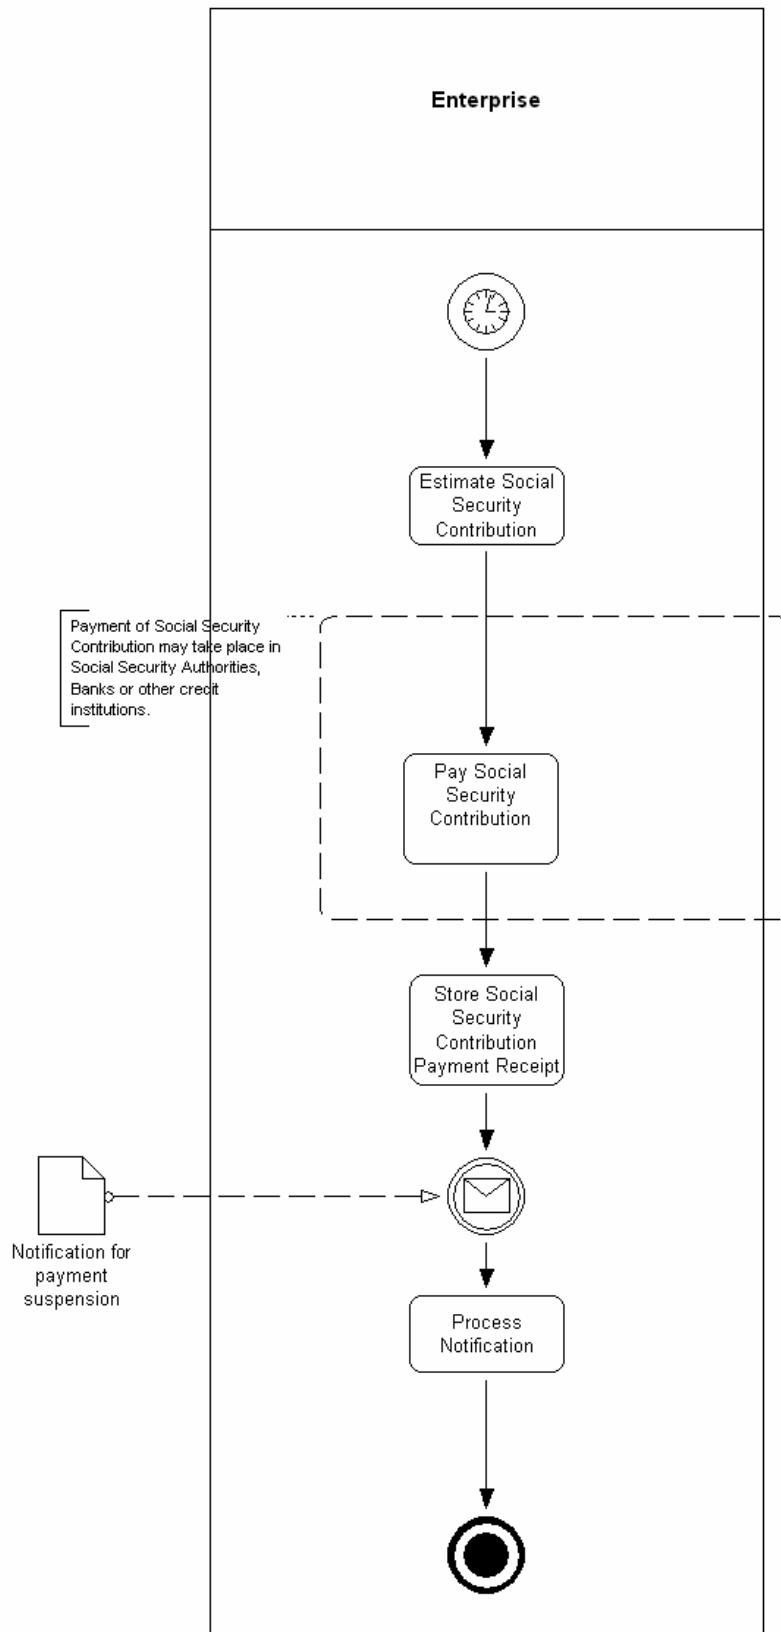 Enterprise
Estimate Social
Security
Contribution
Payment of Social Security
Contribution may take place in
Social Security Authorities,
Banks or other credit
institutions.
Pay Social
Security
Contribution
Store Social
Security
Contribution
Payment Receipt
Notification for
payment
suspension
Process
Notification